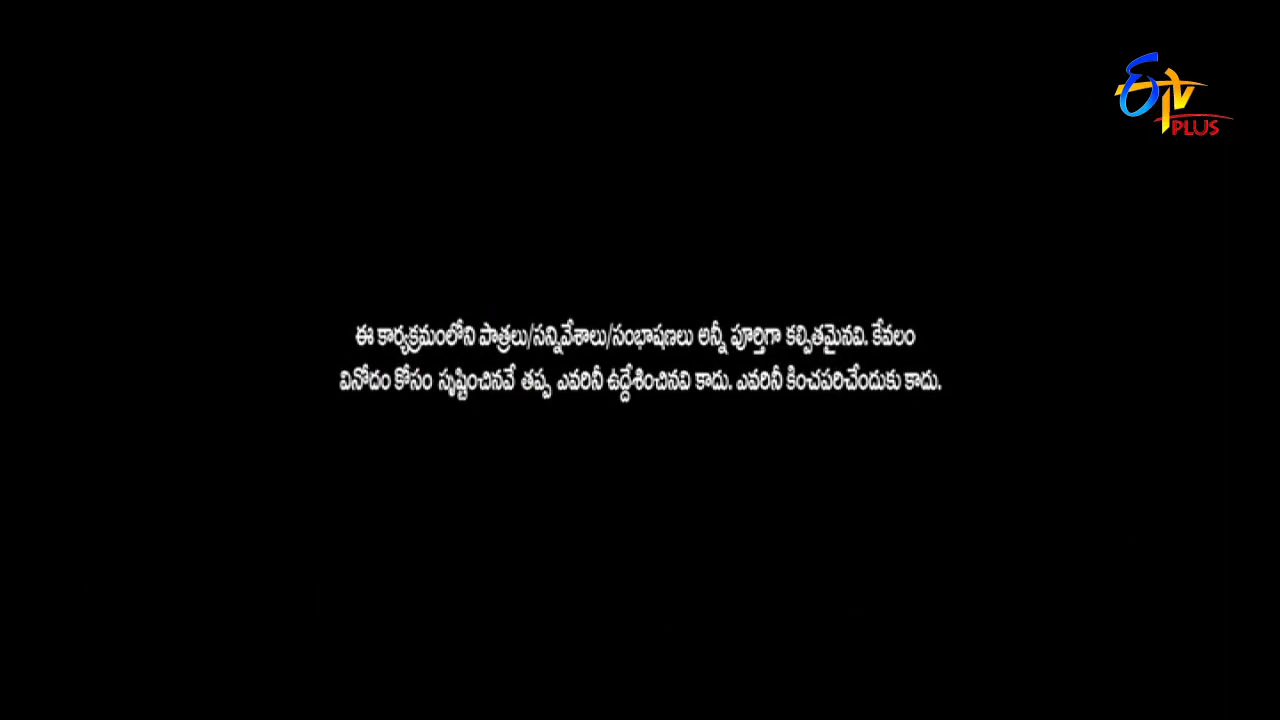 ETV
PLUS
ఈ కార్యక్రమంలోని పాత్రలు/సన్నివేశాలు/సంభాషణలు అన్నీ పూర్తిగా కల్పితమైనవి. కేవలం
వినోదం కోసం సృష్టించినవే తప్ప ఎవరినీ ఉద్దేశించినవి కాదు. ఎవరినీ కించపరిచేందుకు కాదు.